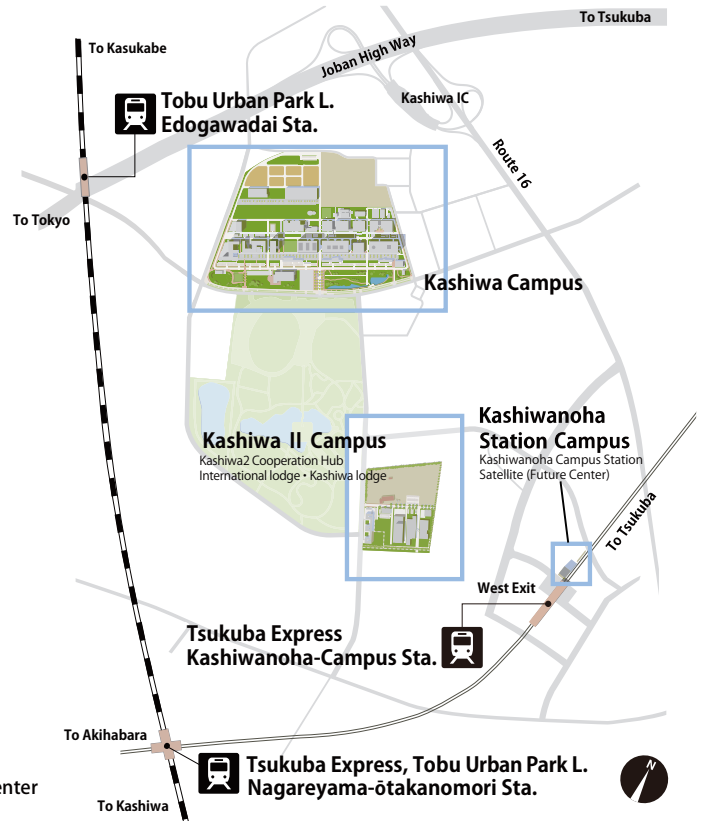 To Tsukuba
To Kasukabe
Joban High Way
Kashiwa IC
Tobu Urban Park L.
Edogawadai Sta.
Route 16
To Tokyo
Kashiwa Campus
Kashiwa II Campus
Kashiwa2 Cooperation Hub
International lodge・Kashiwa lodge
Kashiwanoha
Station Campus
Kashiwanoha Campus Station
Satellite (Future Center)
To Tsukuba
West Exit
Tsukuba Express
Kashiwanoha-Campus Sta.
To Akihabara
Tsukuba Express, Tobu Urban Park L.
Nagareyama-ōtakanomori Sta.
N
enter
To Kashiwa